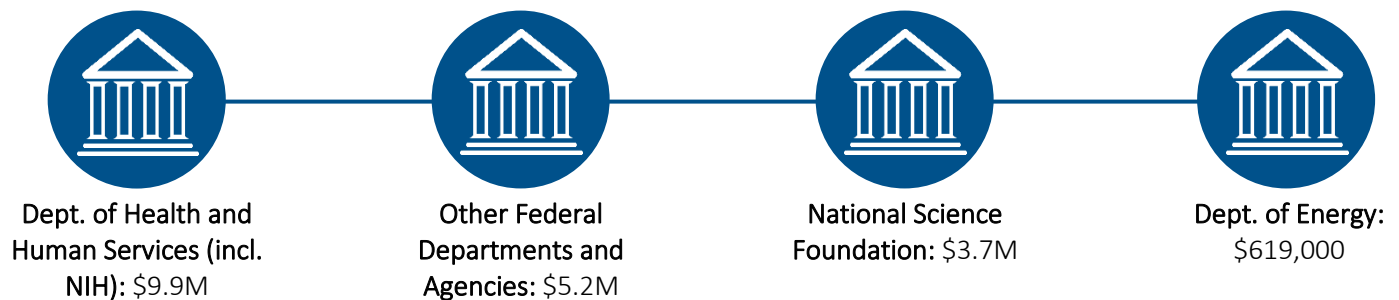 Dept. of Health and
Human Services (incl.
NIH): $9.9M
Other Federal
Departments and
Agencies: $5.2M
National Science
Foundation: $3.7M
Dept. of Energy:
$619,000